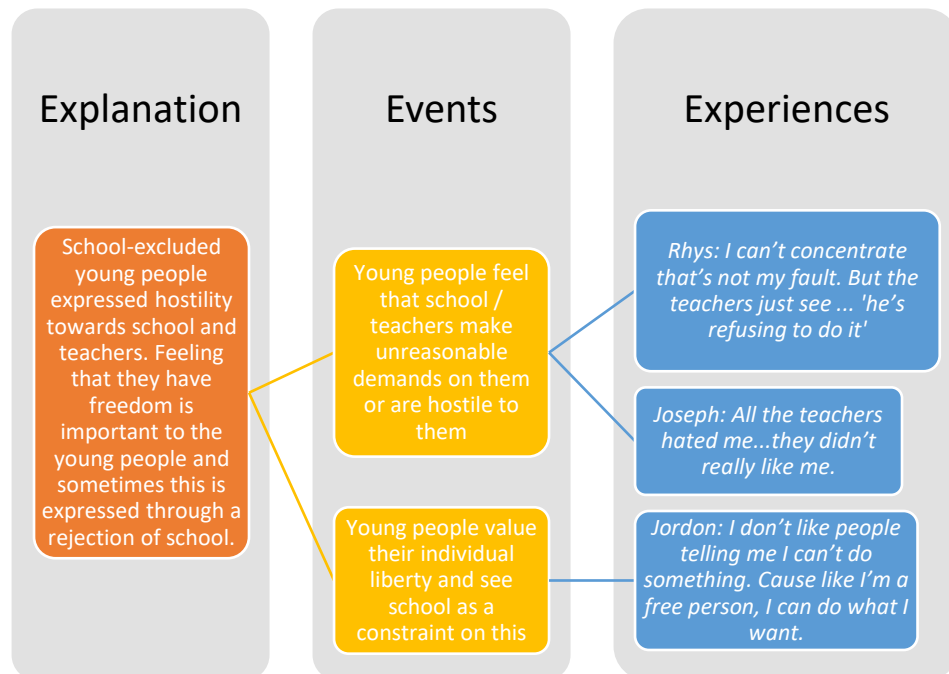 Explanation
School-excluded
young people
expressed hostility
towards school and
teachers. Feeling
that they have
freedom is
important to the
young people and
sometimes this is
expressed through a
rejection of school.
Events
Young people feel
that school /
teachers make
unreasonable
demands on them
or are hostile to
them
Young people value
their individual
liberty and see
school as a
constraint on this
Experiences
Rhys: I can’t concentrate
that’s not my fault. But the
teachers just see ... 'he’s
refusing to do it'
Joseph: All the teachers
hated me...they didn’t
really like me.
Jordon: I don’t like people
telling me I can’t do
something. Cause like I’m a
free person, I can do what I
want.